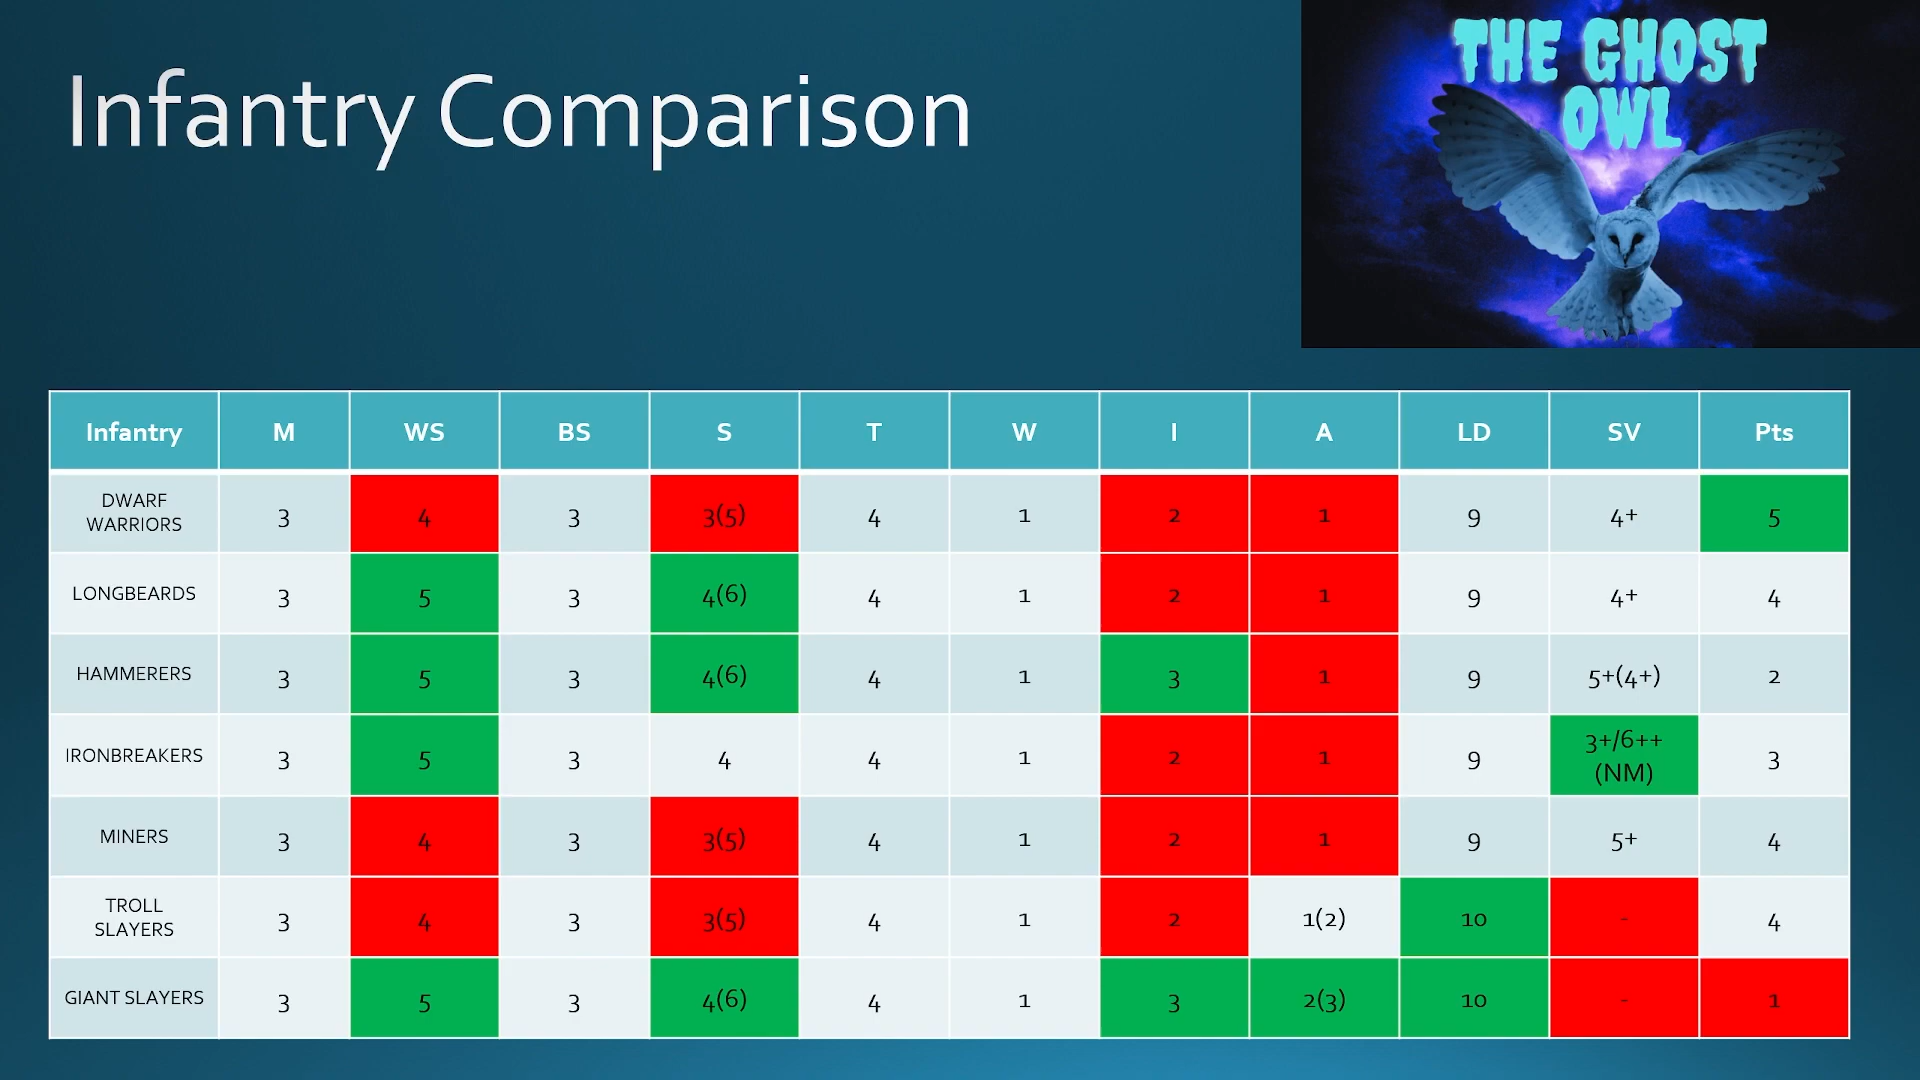 THE GHOST
OWL
Infantry Comparison
Infantry M WS BS S T W I A LD SV Pts
DWARF
WARRIORS 3 4 3 3(5) 4 1 2 1 9 4+ 5
LONGBEARDS 3 5 3 4(6) 4 1 2 1 9 4+ 4
HAMMERERS 3 5 3 4(6) 4 1 3 1 9 5+(4+) 2
IRONBREAKERS 3 5 3 4 4 1 2 1 9 3+/6++
(NM) 3
MINERS 3 4 3 3(5) 4 1 2 1 9 5+ 4
TROLL
SLAYERS 3 4 3 3(5) 4 1 2 1(2) 10 - 4
GIANT SLAYERS 3 5 3 4(6) 4 1 3 2(3) 10 - 1